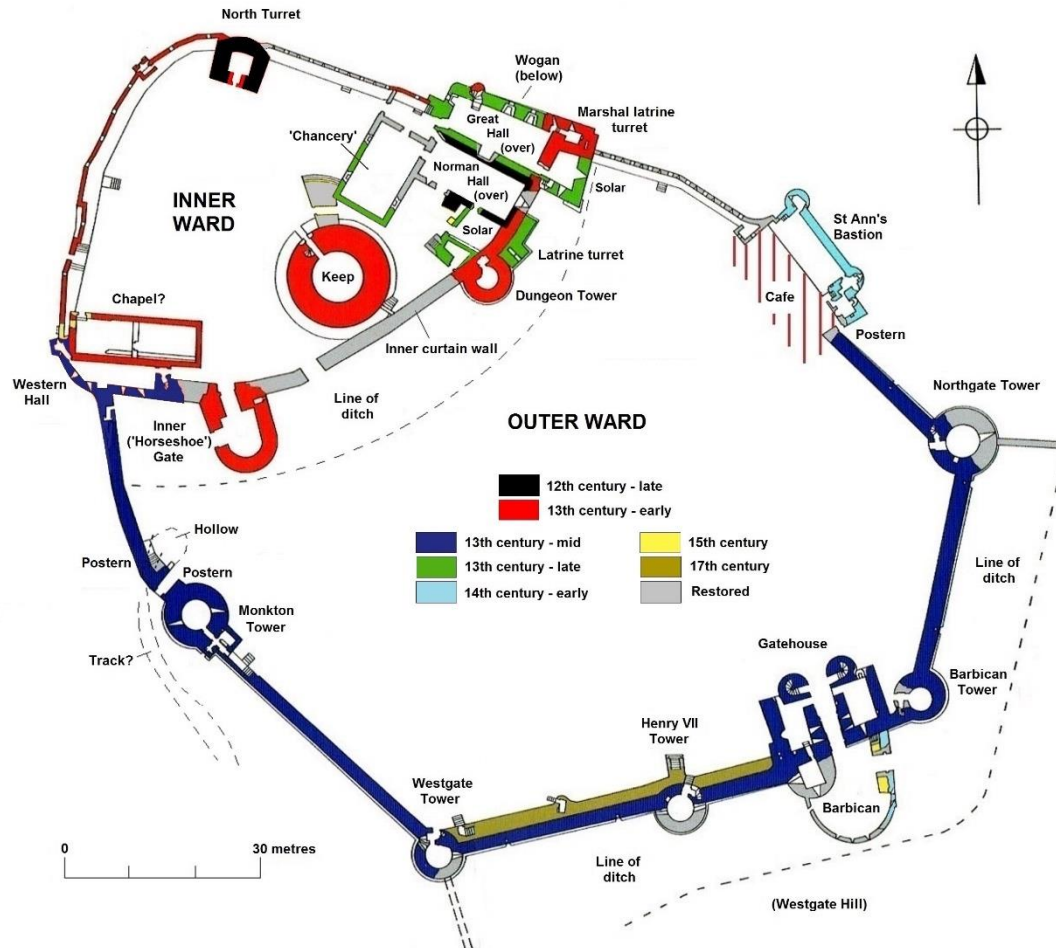 North Turret
Wogan
(below)
Marshal latrine
turret
Great
Hall
(over)
'Chancery'
Norman
Hall
(over)
Solar
Solar
INNER
WARD
St Ann's
Bastion
Latrine turret
Keep
Dungeon Tower
Cafe
Chapel?
Postern
Inner curtain wall
Western
Hall
Northgate Tower
Line of
ditch
OUTER WARD
Inner
('Horseshoe')
Gate
12th century - late
13th century - early
13th century - mid
13th century - late
14th century - early
15th century
17th century
Restored
Hollow
Postern
Postern
Line of
ditch
Monkton
Tower
Track?
Gatehouse
Barbican
Tower
Henry VII
Tower
Westgate
Tower
Barbican
0
30 metres
Line of
ditch
(Westgate Hill)